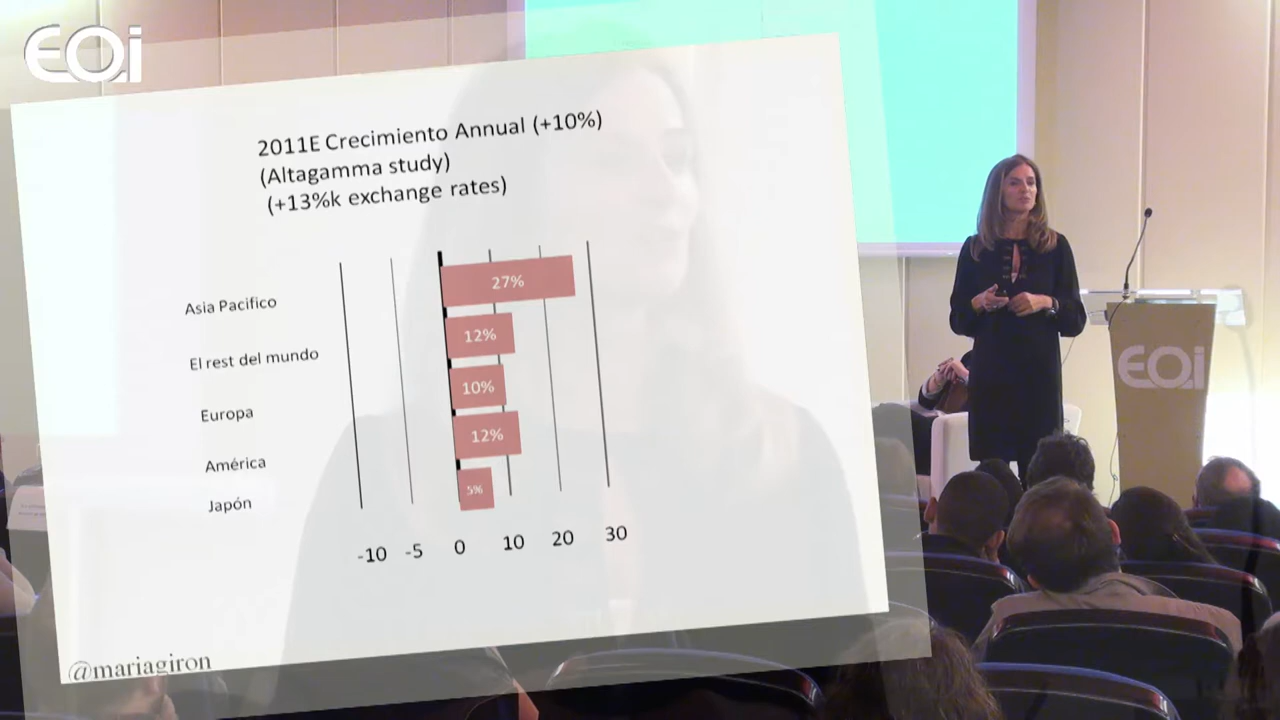 EOi
2011E Crecimiento Annual (+10%)
(Altagamma study)
(+13%k exchange rates)
Asia Pacifico
27%
El rest del mundo
12%
Europa
10%
América
12%
Japón
5%
-10 -5 0 10 20 30
@mariagiron
EOi